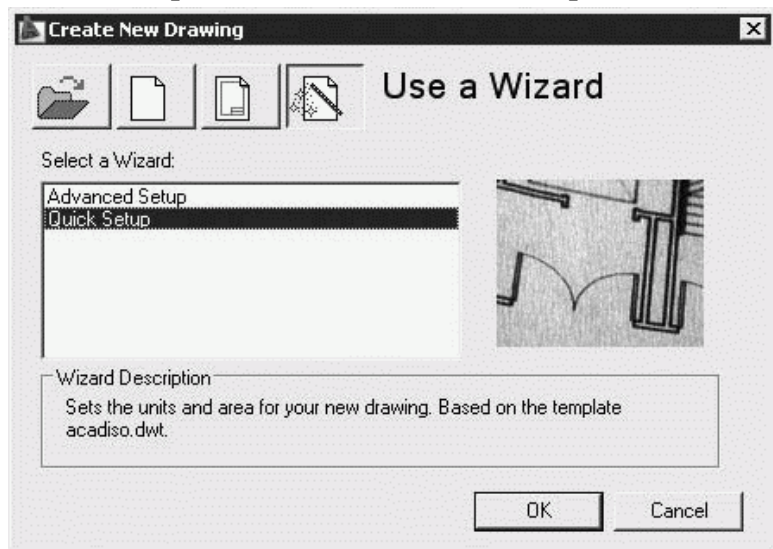 Create New Drawing
Use a Wizard
Select a Wizard:
Advanced Setup
Quick Setup
Wizard Description
Sets the units and area for your new drawing. Based on the template
acadiso.dwt.
OK
Cancel